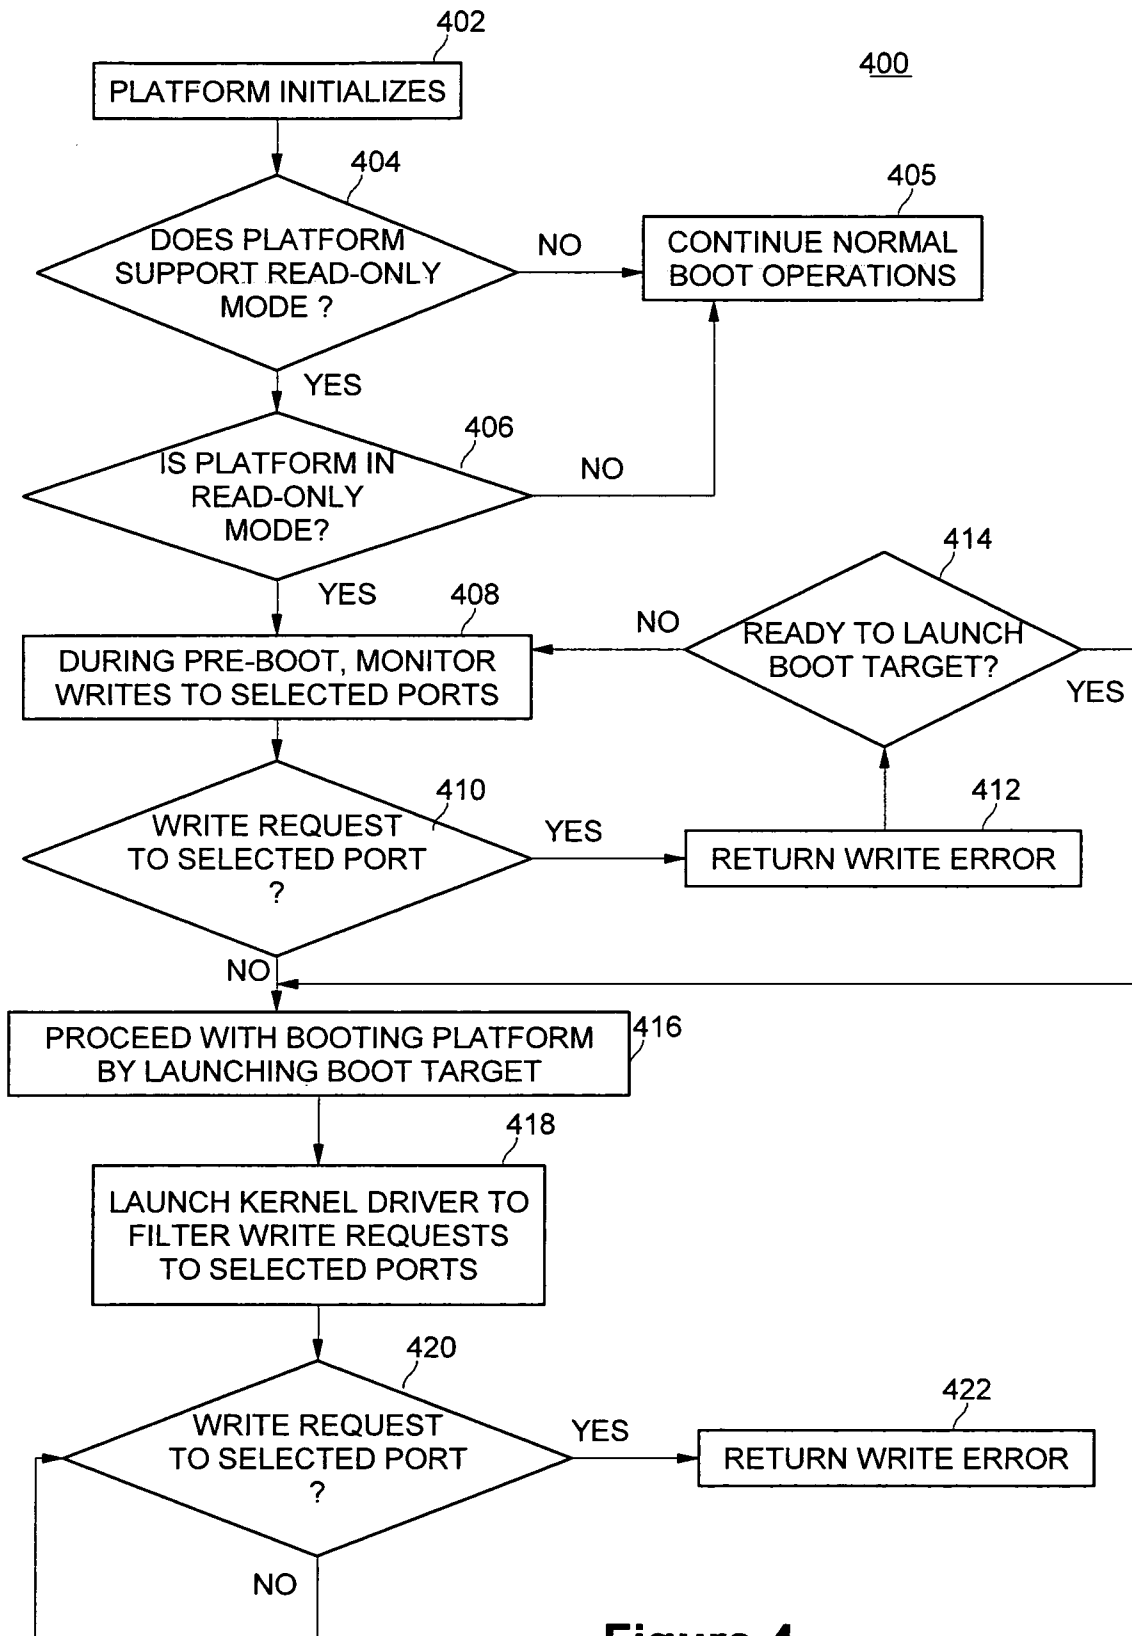 402
400
PLATFORM INITIALIZES
404
405
DOES PLATFORM
SUPPORT READ-ONLY
MODE ?
NO
CONTINUE NORMAL
BOOT OPERATIONS
YES
406
IS PLATFORM IN
READ-ONLY
MODE?
NO
YES
414
READY TO LAUNCH
BOOT TARGET?
NO
YES
408
DURING PRE-BOOT, MONITOR
WRITES TO SELECTED PORTS
410
WRITE REQUEST
TO SELECTED PORT
?
YES
412
RETURN WRITE ERROR
NO
PROCEED WITH BOOTING PLATFORM
BY LAUNCHING BOOT TARGET
416
418
LAUNCH KERNEL DRIVER TO
FILTER WRITE REQUESTS
TO SELECTED PORTS
420
WRITE REQUEST
TO SELECTED PORT
?
YES
422
RETURN WRITE ERROR
NO
Figure 4